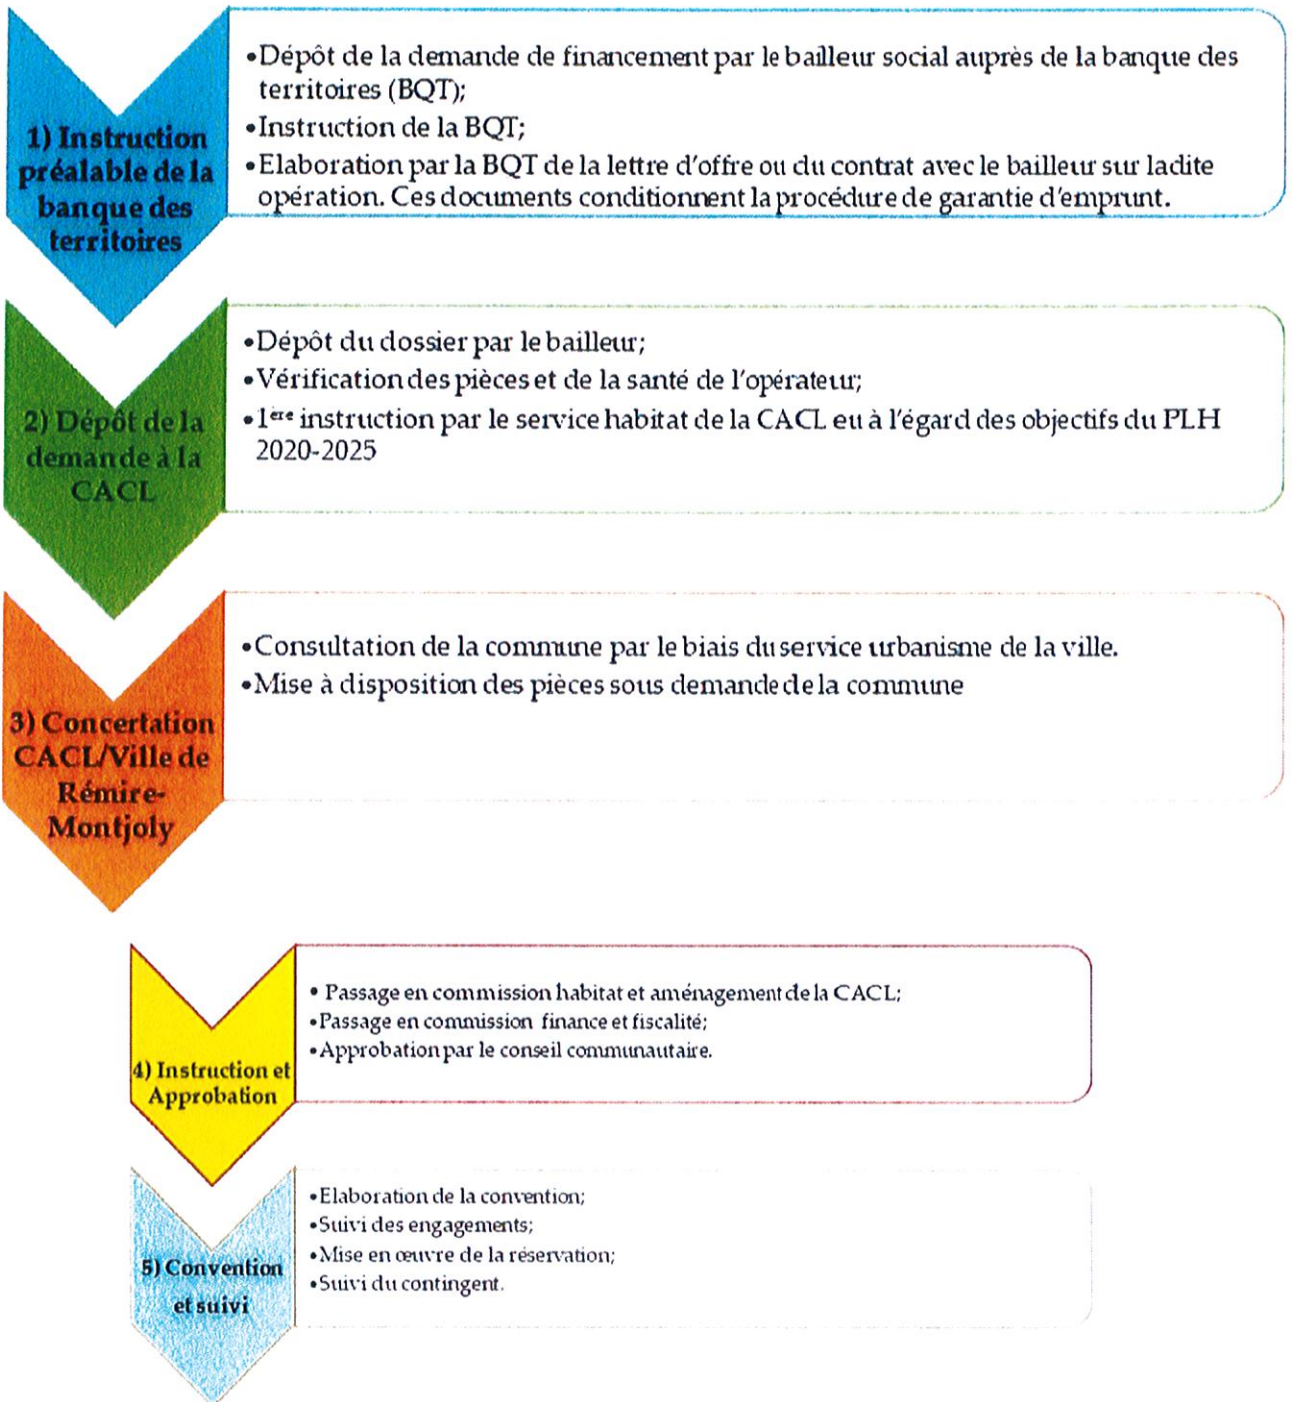 1) Instruction
préalable de la
banque des
territoires
•Dépôt de la demande de financement par le bailleur social auprès de la banque des
territoires (BQT);
•Instruction de la BQT;
•Elaboration par la BQT de la lettre d'offre ou du contrat avec le bailleur sur ladite
opération. Ces documents conditionnent la procédure de garantie d'emprunt.
2) Dépôt de la
demande à la
CACL
•Dépôt du dossier par le bailleur;
•Vérification des pièces et de la santé de l'opérateur;
•1ère instruction par le service habitat de la CACL eu à l'égard des objectifs du PLH
2020-2025
3) Concertation
CACL/Ville de
Rémire-
Montjoly
•Consultation de la commune par le biais du service urbanisme de la ville.
•Mise à disposition des pièces sous demande de la commune
4) Instruction et
Approbation
• Passage en commission habitat et aménagement de la CACL;
•Passage en commission finance et fiscalité;
•Approbation par le conseil communautaire.
5) Convention
et suivi
•Elaboration de la convention;
•Suivi des engagements;
•Mise en œuvre de la réservation;
•Suivi du contingent.